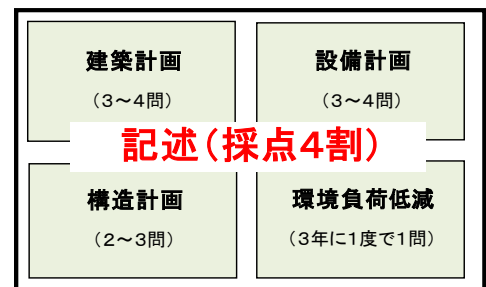 建築計画
(3～4問)
設備計画
(3～4問)
記述(採点4割)
構造計画
(2～3問)
環境負荷低減
(3年に1度で1問)